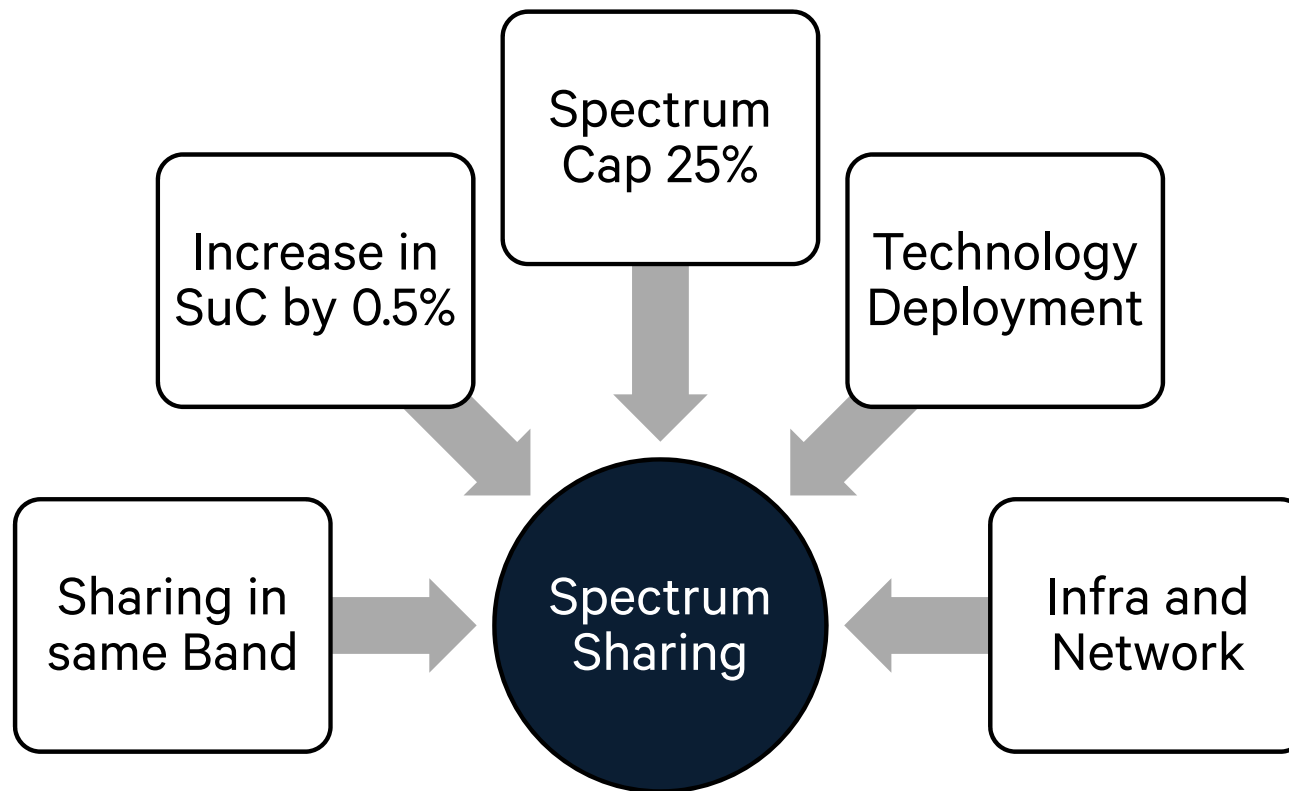 Spectrum
Cap 25%
Increase in
SuC by 0.5%
Technology
Deployment
Sharing in
same Band
Spectrum
Sharing
Infra and
Network